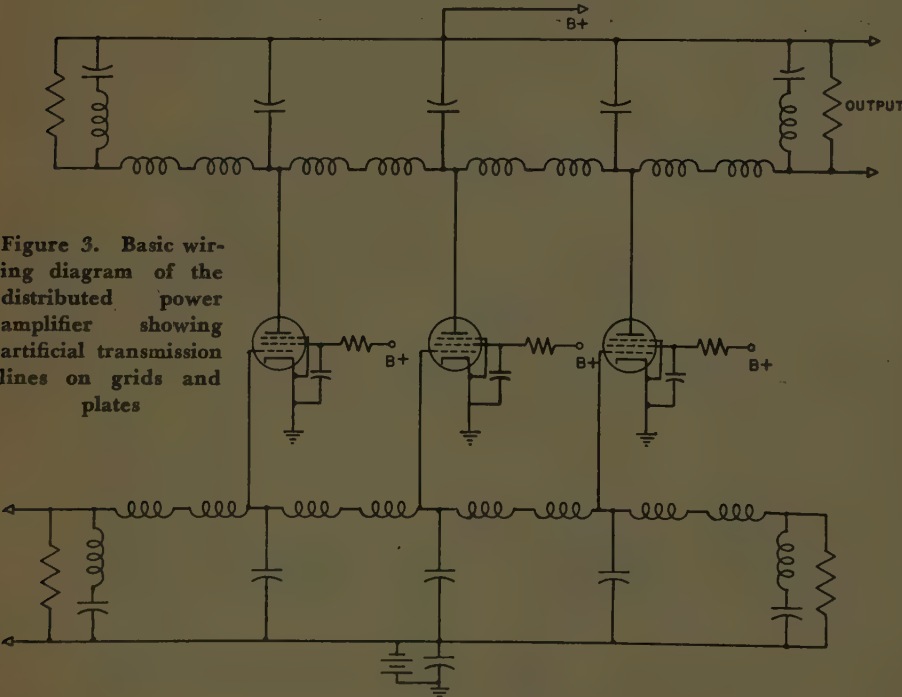 B+
OUTPUT
Figure 3. Basic wir-
ing diagram of the
distributed power
amplifier showing
artificial transmission
lines on grids and
plates
B+
B+
B+